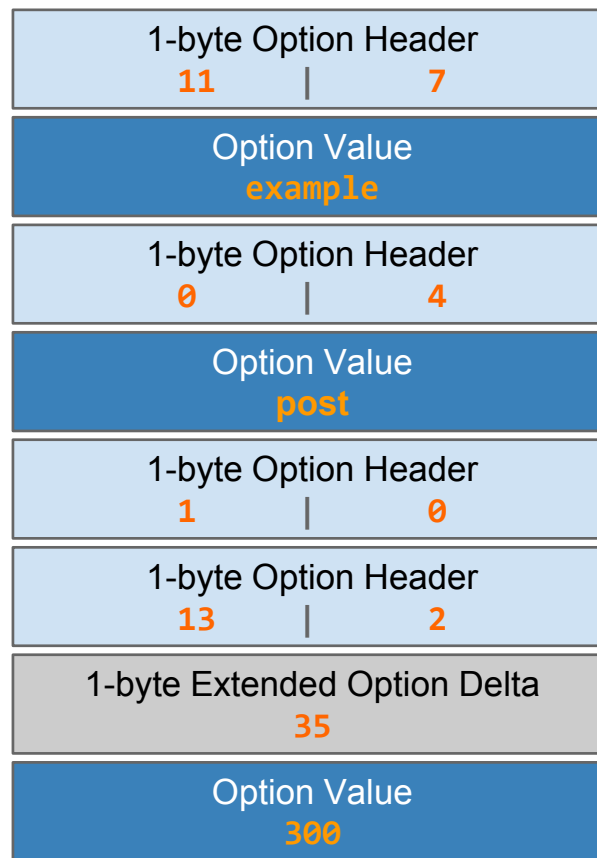 1-byte Option Header
11 | 7
Option Value
example
1-byte Option Header
0 | 4
Option Value
post
1-byte Option Header
1 | 0
1-byte Option Header
13 | 2
1-byte Extended Option Delta
35
Option Value
300